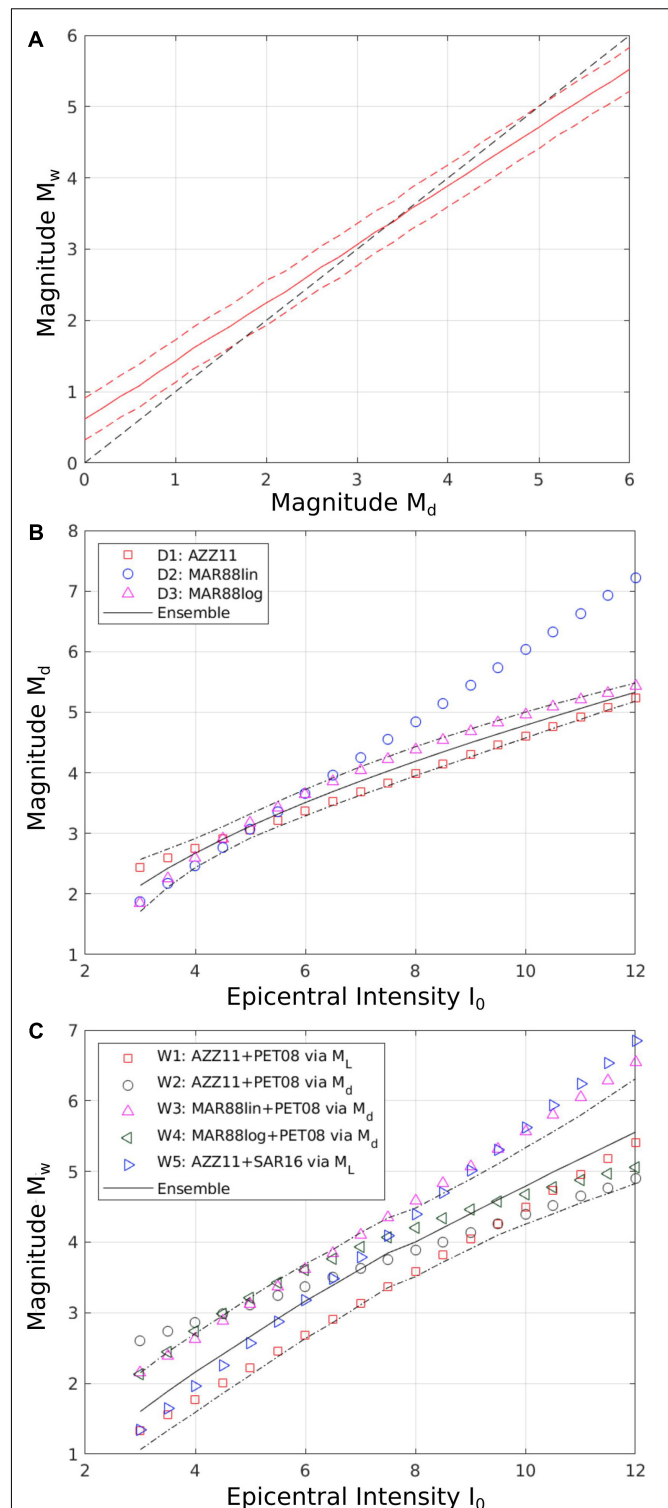 A
6
5
4
3
2
1
0
Magnitude M_w
0 1 2 3 4 5 6
Magnitude M_d
B
8
7
6
5
4
3
2
1
Magnitude M_d
D1: AZZ11
D2: MAR88lin
D3: MAR88log
Ensemble
2 4 6 8 10 12
Epicentral Intensity I_0
C
7
6
5
4
3
2
1
Magnitude M_w
W1: AZZ11+PET08 via M_L
W2: AZZ11+PET08 via M_d
W3: MAR88lin+PET08 via M_d
W4: MAR88log+PET08 via M_d
W5: AZZ11+SAR16 via M_L
Ensemble
2 4 6 8 10 12
Epicentral Intensity I_0